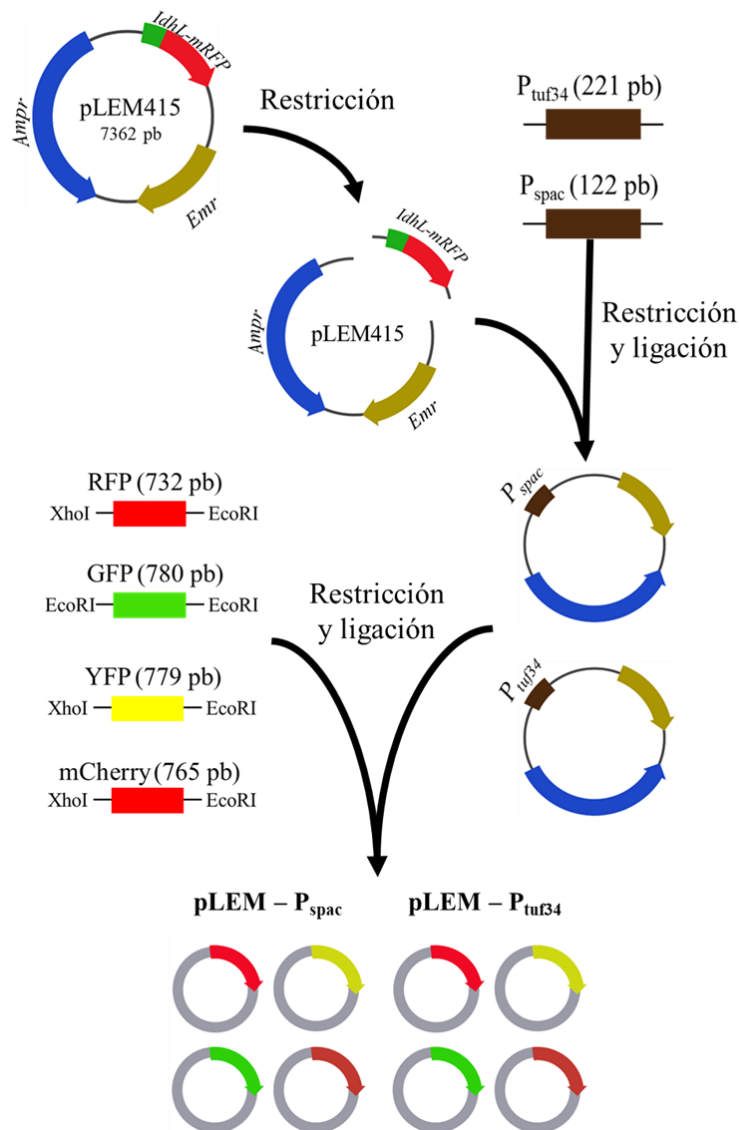 ldhL-mRFP
pLEM415
7362 pb
Ampr
Emr
Restricción
Ptuf34 (221 pb)
Pspac (122 pb)
ldhL-mRFP
pLEM415
Ampr
Emr
Restricción
y ligación
RFP (732 pb)
XhoI
EcoRI
GFP (780 pb)
EcoRI
EcoRI
YFP (779 pb)
XhoI
EcoRI
mCherry (765 pb)
XhoI
EcoRI
Restricción
y ligación
Pspac
Ptuf34
pLEM – Pspac
pLEM – Ptuf34